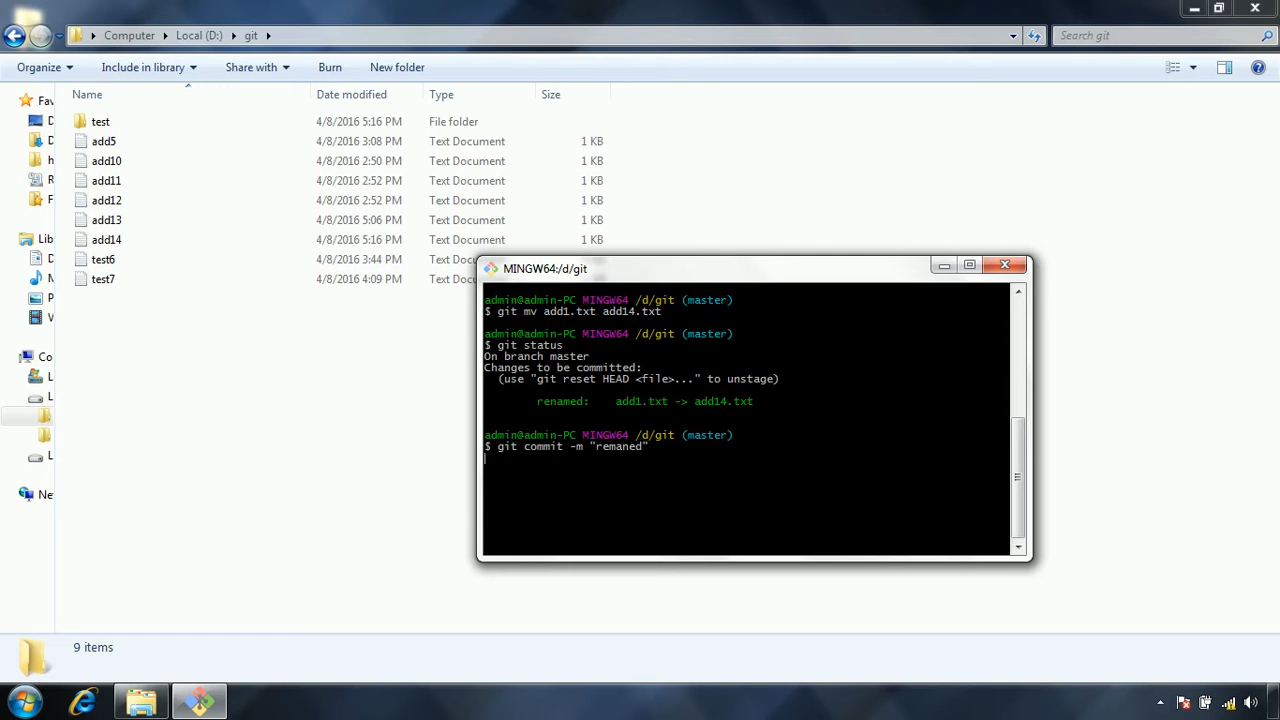 Computer Local (D:) git
Search git
Organize Include in library Share with Burn New folder
Name Date modified Type Size
test 4/8/2016 5:16 PM File folder
add5 4/8/2016 3:08 PM Text Document 1 KB
add10 4/8/2016 2:50 PM Text Document 1 KB
add11 4/8/2016 2:52 PM Text Document 1 KB
add12 4/8/2016 2:52 PM Text Document 1 KB
add13 4/8/2016 5:06 PM Text Document 1 KB
add14 4/8/2016 5:16 PM Text Document 1 KB
test6 4/8/2016 3:44 PM
test7 4/8/2016 4:09 PM
Fav
D
D
h
R
F
Lib
D
M
P
V
Co
L
L
L
Ne
MINGW64:/d/git
admin@admin-PC MINGW64 /d/git (master)
$ git mv add1.txt add14.txt
admin@admin-PC MINGW64 /d/git (master)
$ git status
On branch master
Changes to be committed:
(use "git reset HEAD <file>..." to unstage)
renamed: add1.txt -> add14.txt
admin@admin-PC MINGW64 /d/git (master)
$ git commit -m "remaned"
9 items